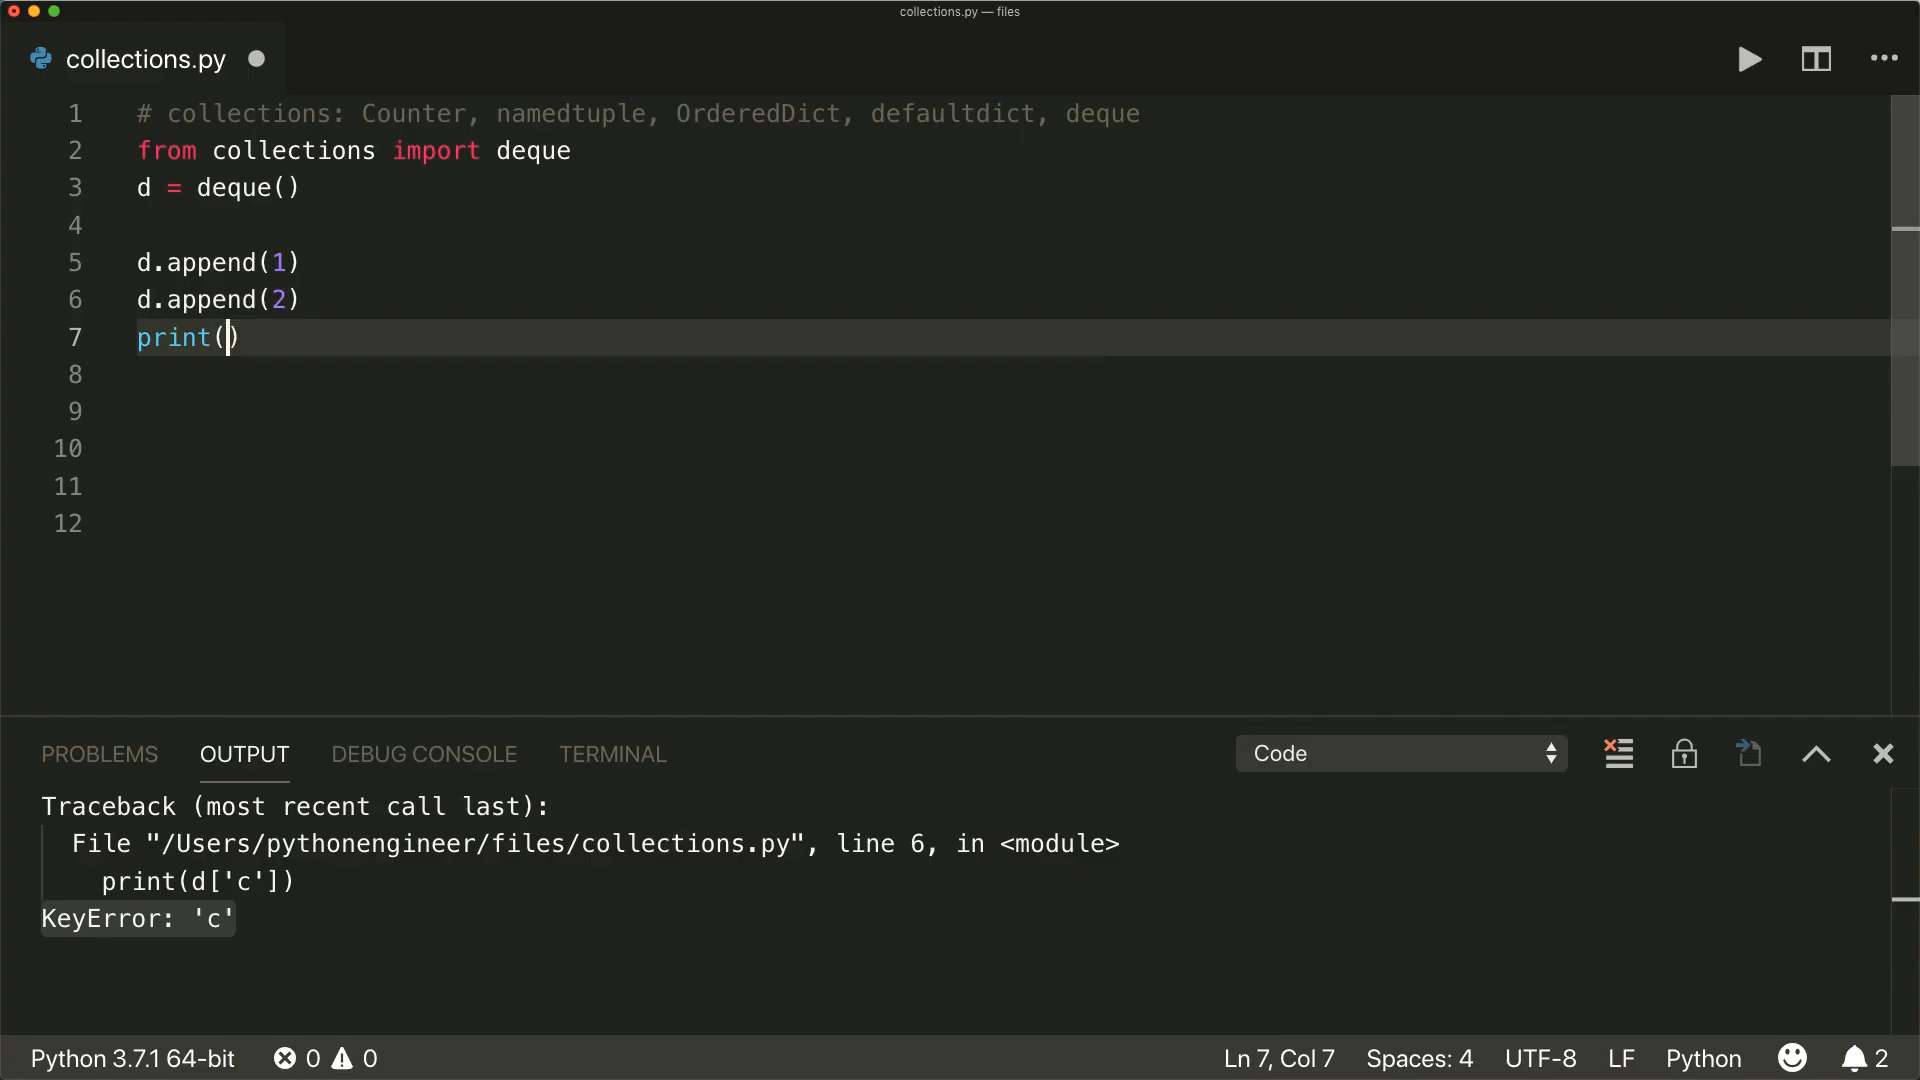 collections.py — files
collections.py
1 # collections: Counter, namedtuple, OrderedDict, defaultdict, deque
2 from collections import deque
3 d = deque()
4
5 d.append(1)
6 d.append(2)
7 print()
8
9
10
11
12
PROBLEMS OUTPUT DEBUG CONSOLE TERMINAL Code
Traceback (most recent call last):
File "/Users/pythonengineer/files/collections.py", line 6, in <module>
print(d['c'])
KeyError: 'c'
Python 3.7.1 64-bit 0 0 Ln 7, Col 7 Spaces: 4 UTF-8 LF Python 2